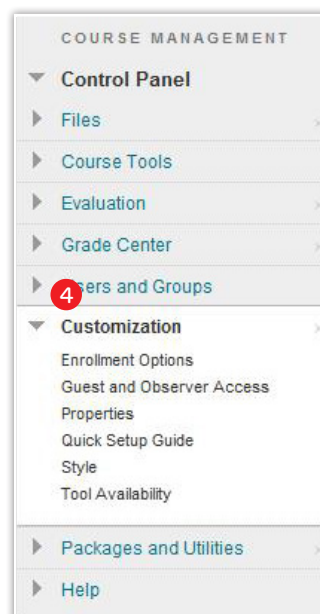 COURSE MANAGEMENT
Control Panel
Files
Course Tools
Evaluation
Grade Center
4 sers and Groups
Customization
Enrollment Options
Guest and Observer Access
Properties
Quick Setup Guide
Style
Tool Availability
Packages and Utilities
Help